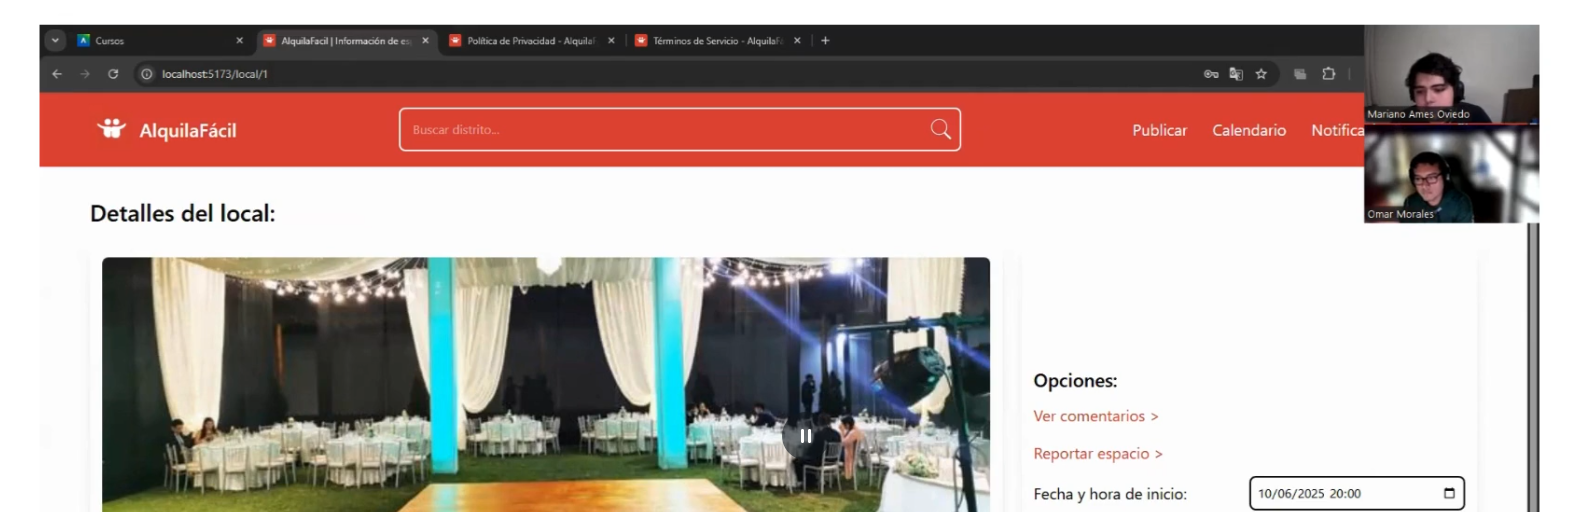 Cursos
AlquilaFacil | Información de es
Política de Privacidad - Alquila
Términos de Servicio - AlquilaFa
localhost:5173/local/1
AlquilaFácil
Buscar distrito...
Publicar
Calendario
Notifica
Mariano Ames Oviedo
Omar Morales
Detalles del local:
Opciones:
Ver comentarios >
Reportar espacio >
Fecha y hora de inicio:
10/06/2025 20:00